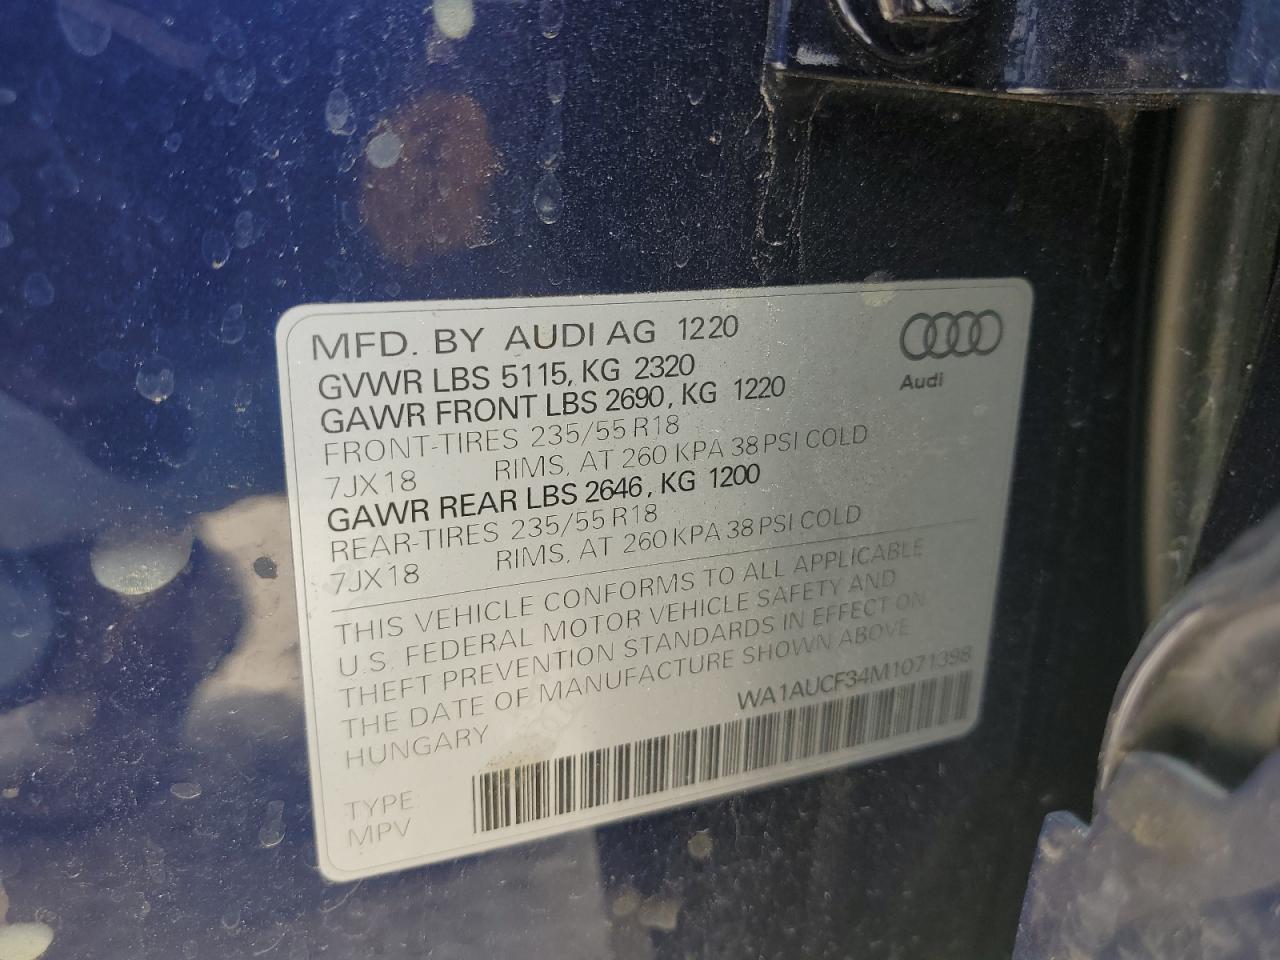 MFD. BY AUDI AG 1220
GVWR LBS 5115, KG 2320
GAWR FRONT LBS 2690, KG 1220
FRONT-TIRES 235/55 R18
7JX18 RIMS, AT 260 KPA 38 PSI COLD
GAWR REAR LBS 2646, KG 1200
REAR-TIRES 235/55 R18
7JX18 RIMS, AT 260 KPA 38 PSI COLD
THIS VEHICLE CONFORMS TO ALL APPLICABLE
U.S. FEDERAL MOTOR VEHICLE SAFETY AND
THEFT PREVENTION STANDARDS IN EFFECT ON
THE DATE OF MANUFACTURE SHOWN ABOVE
HUNGARY
WA1AUCF34M1071398
TYPE
MPV
Audi